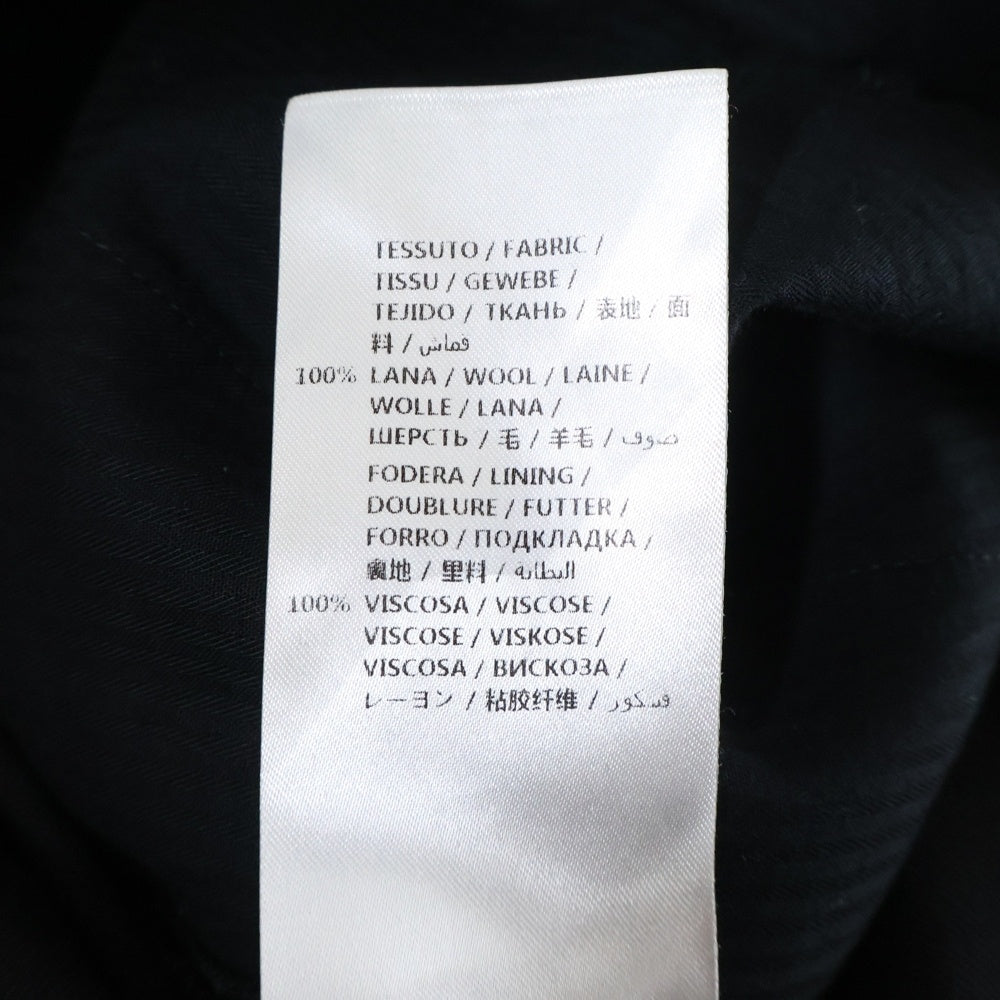 TESSUTO / FABRIC /
TISSU / GEWEBE /
TEJIDO / ТКАНЬ / 表地 / 面
料 / قماش
100% LANA / WOOL / LAINE /
WOLLE / LANA /
ШЕРСТЬ / 毛 / 羊毛 / صوف
FODERA / LINING /
DOUBLURE / FUTTER /
FORRO / ПОДКЛАДКА /
裏地 / 里料 / البطانة
100% VISCOSA / VISCOSE /
VISCOSE / VISKOSE /
VISCOSA / ВИСКОЗА /
レーヨン / 粘胶纤维 / فسكور